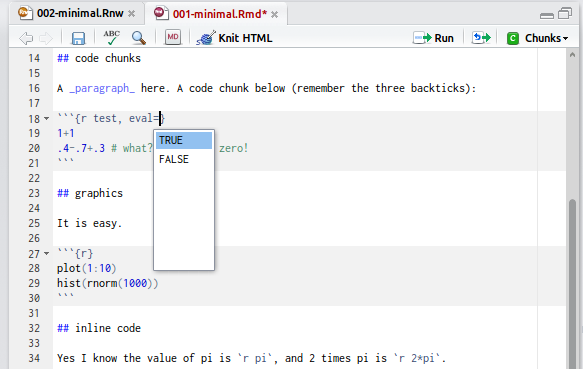 002-minimal.Rnw
001-minimal.Rmd*
ABC
MD
Knit HTML
Run
C
Chunks
14 ## code chunks
15
16 A _paragraph_ here. A code chunk below (remember the three backticks):
17
18 ```{r test, eval=}
TRUE
FALSE
19 1+1
20 .4-.7+.3 # what? zero!
21 ```
22
23 ## graphics
24
25 It is easy.
26
27 ```{r}
28 plot(1:10)
29 hist(rnorm(1000))
30 ```
31
32 ## inline code
33
34 Yes I know the value of pi is `r pi`, and 2 times pi is `r 2*pi`.